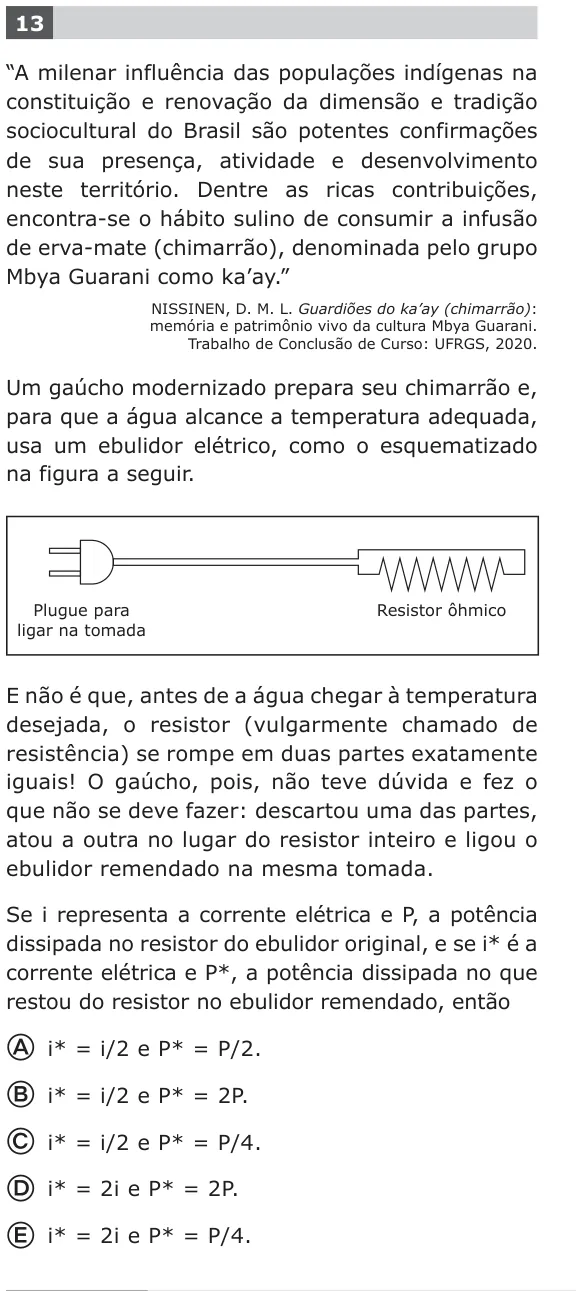 13
“A milenar influência das populações indígenas na
constituição e renovação da dimensão e tradição
sociocultural do Brasil são potentes confirmações
de sua presença, atividade e desenvolvimento
neste território. Dentre as ricas contribuições,
encontra-se o hábito sulino de consumir a infusão
de erva-mate (chimarrão), denominada pelo grupo
Mbya Guarani como ka’ay.”
NISSINEN, D. M. L. Guardiões do ka’ay (chimarrão):
memória e patrimônio vivo da cultura Mbya Guarani.
Trabalho de Conclusão de Curso: UFRGS, 2020.
Um gaúcho modernizado prepara seu chimarrão e,
para que a água alcance a temperatura adequada,
usa um ebulidor elétrico, como o esquematizado
na figura a seguir.
Plugue para
ligar na tomada
Resistor ôhmico
E não é que, antes de a água chegar à temperatura
desejada, o resistor (vulgarmente chamado de
resistência) se rompe em duas partes exatamente
iguais! O gaúcho, pois, não teve dúvida e fez o
que não se deve fazer: descartou uma das partes,
atou a outra no lugar do resistor inteiro e ligou o
ebulidor remendado na mesma tomada.
Se i representa a corrente elétrica e P, a potência
dissipada no resistor do ebulidor original, e se i* é a
corrente elétrica e P*, a potência dissipada no que
restou do resistor no ebulidor remendado, então
A i* = i/2 e P* = P/2.
B i* = i/2 e P* = 2P.
C i* = i/2 e P* = P/4.
D i* = 2i e P* = 2P.
E i* = 2i e P* = P/4.